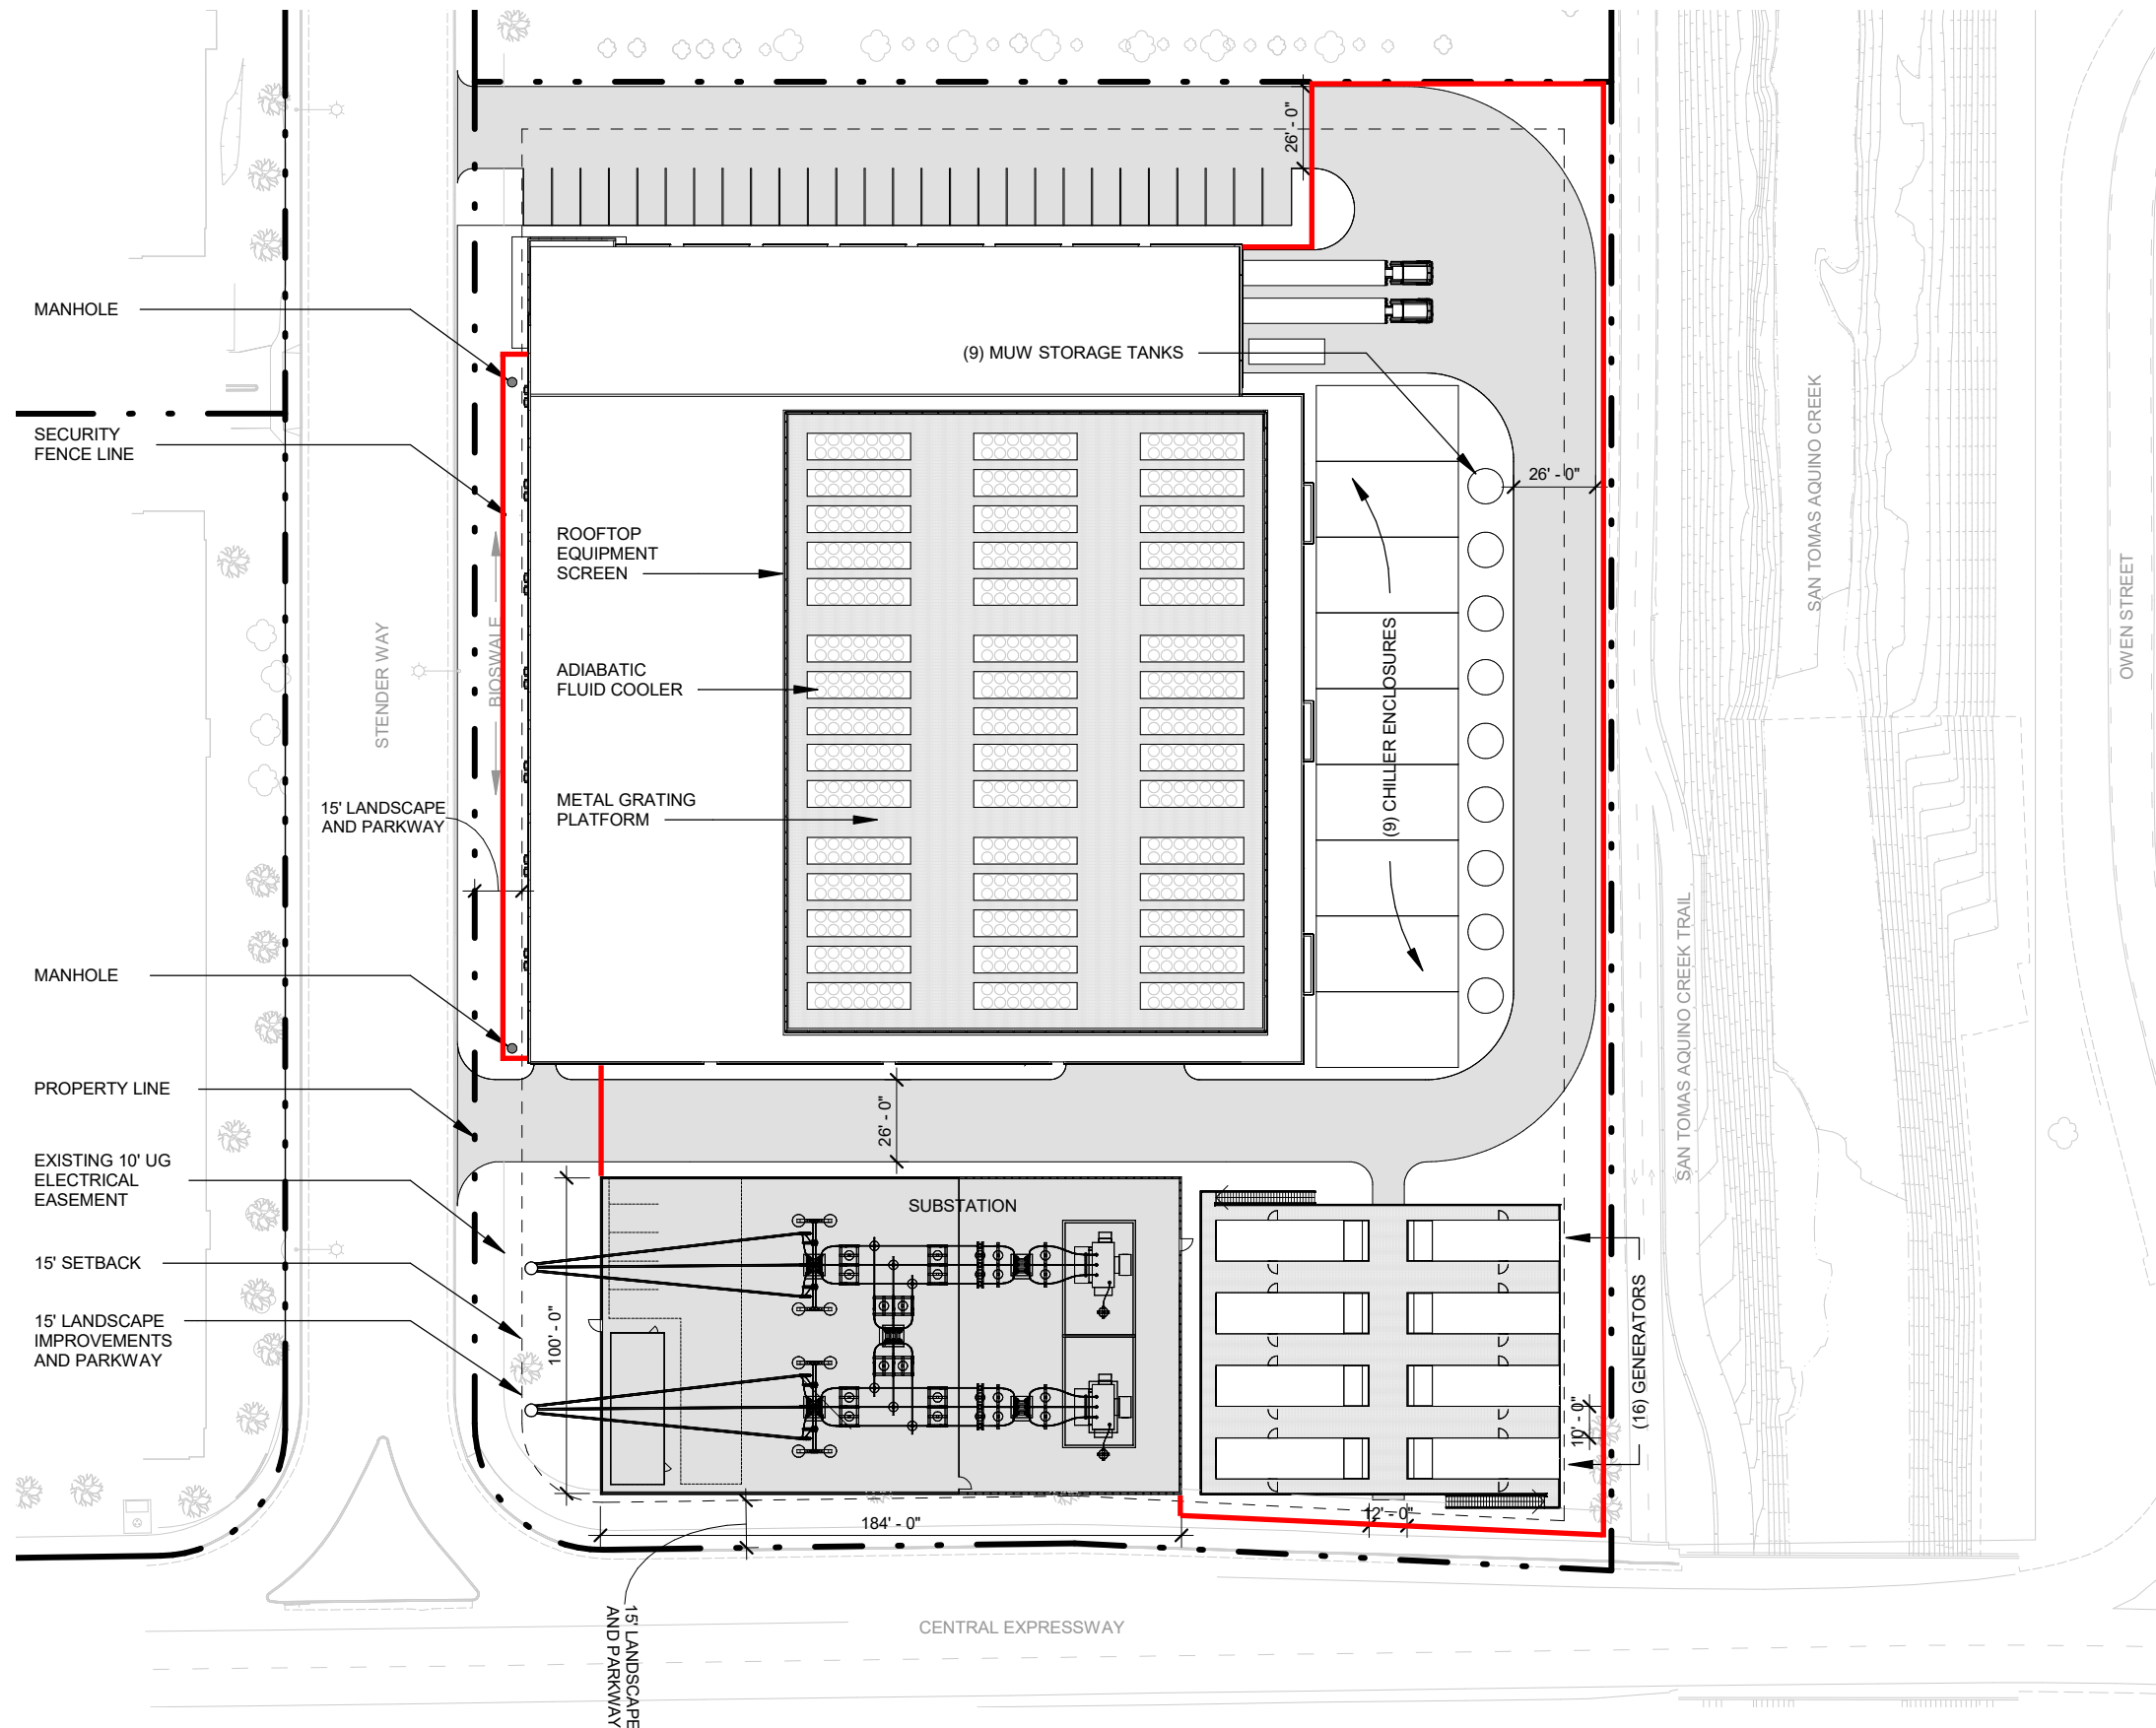 26' - 0"
MANHOLE
(9) MUW STORAGE TANKS
SECURITY
FENCE LINE
26' - 0"
ROOFTOP
EQUIPMENT
SCREEN
SAN TOMAS AQUINO CREEK
OWEN STREET
STENDER WAY
BIOSWALE
ADIABATIC
FLUID COOLER
(9) CHILLER ENCLOSURES
METAL GRATING
PLATFORM
15' LANDSCAPE
AND PARKWAY
MANHOLE
SAN TOMAS AQUINO CREEK TRAIL
PROPERTY LINE
26' - 0"
EXISTING 10' UG
ELECTRICAL
EASEMENT
SUBSTATION
15' SETBACK
100' - 0"
15' LANDSCAPE
IMPROVEMENTS
AND PARKWAY
(16) GENERATORS
10' - 0"
184' - 0"
12' - 0"
15' LANDSCAPE
AND PARKWAY
CENTRAL EXPRESSWAY